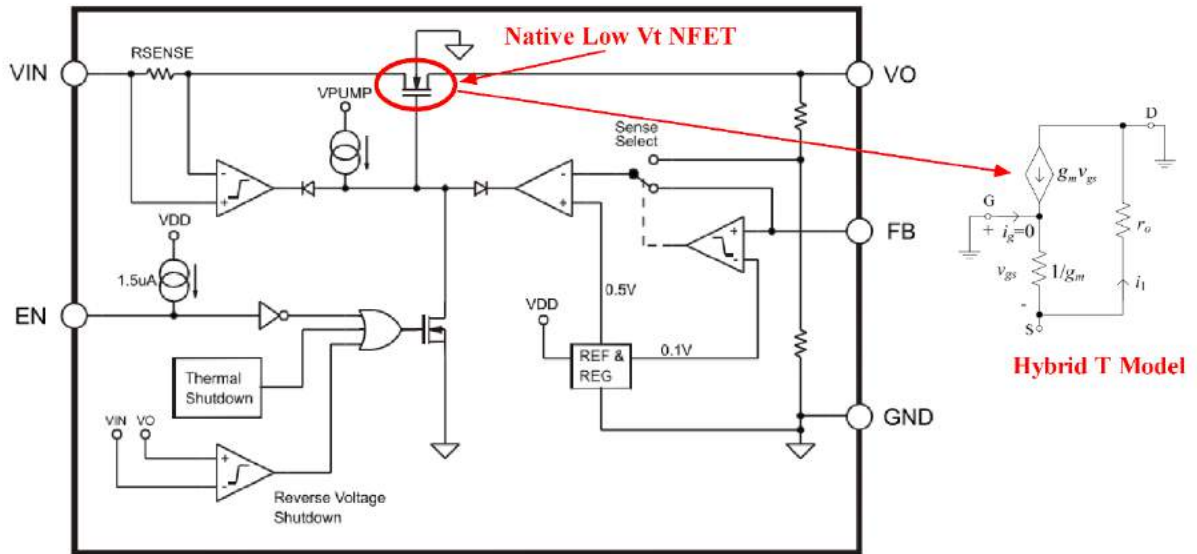 Native Low Vt NFET
RSENSE
VIN
VO
VPUMP
Sense
Select
D
g_m v_gs
G
+ i_g=0
r_o
VDD
FB
v_gs
1/g_m
i_1
1.5uA
0.5V
-
S
EN
VDD
0.1V
REF &
REG
Hybrid T Model
Thermal
Shutdown
GND
VIN
VO
Reverse Voltage
Shutdown